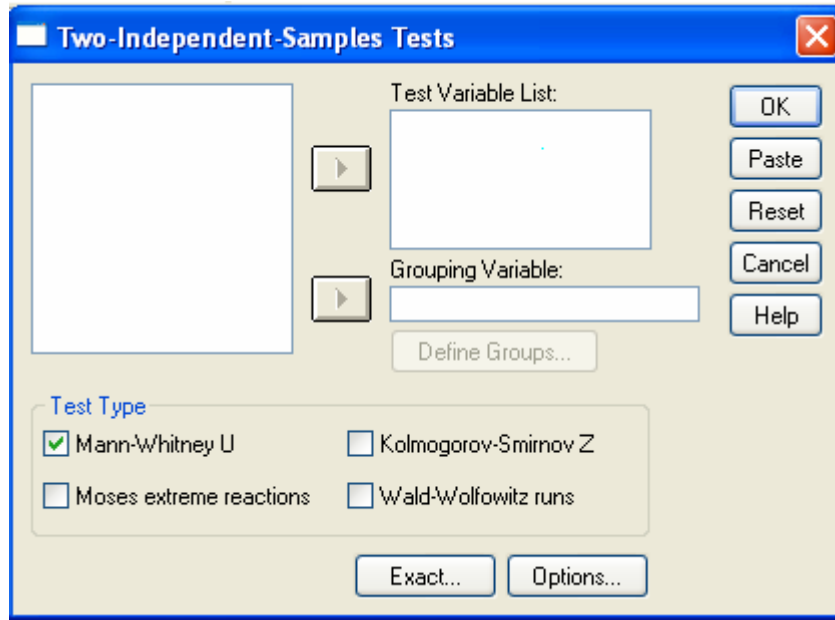 Two-Independent-Samples Tests
Test Variable List:
OK
Paste
Reset
Grouping Variable:
Cancel
Help
Define Groups...
Test Type
Mann-Whitney U
Kolmogorov-Smirnov Z
Moses extreme reactions
Wald-Wolfowitz runs
Exact...
Options...